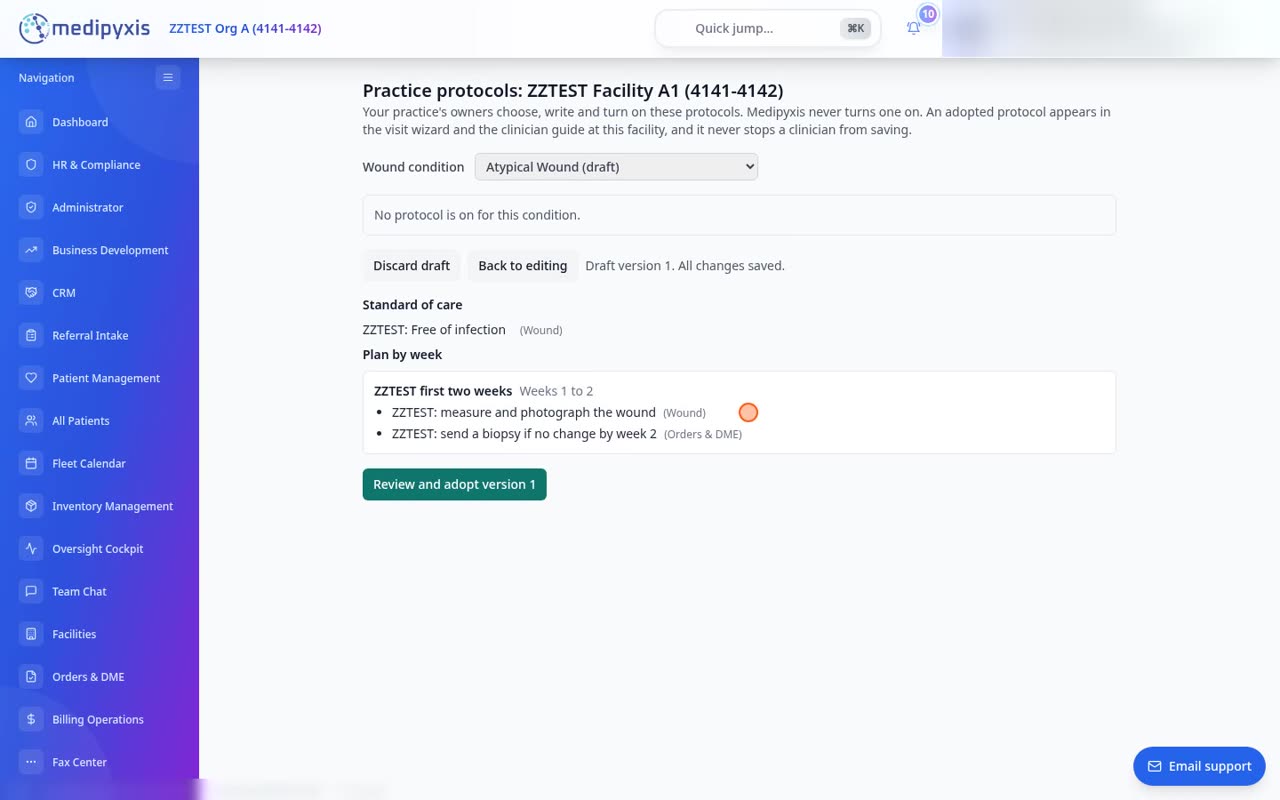 medipyxis
ZZTEST Org A (4141-4142)
Quick jump...
⌘K
10
Navigation
Dashboard
HR & Compliance
Administrator
Business Development
CRM
Referral Intake
Patient Management
All Patients
Fleet Calendar
Inventory Management
Oversight Cockpit
Team Chat
Facilities
Orders & DME
Billing Operations
Fax Center
Practice protocols: ZZTEST Facility A1 (4141-4142)
Your practice's owners choose, write and turn on these protocols. Medipyxis never turns one on. An adopted protocol appears in
the visit wizard and the clinician guide at this facility, and it never stops a clinician from saving.
Wound condition
Atypical Wound (draft)
No protocol is on for this condition.
Discard draft
Back to editing
Draft version 1. All changes saved.
Standard of care
ZZTEST: Free of infection (Wound)
Plan by week
ZZTEST first two weeks Weeks 1 to 2
• ZZTEST: measure and photograph the wound (Wound)
• ZZTEST: send a biopsy if no change by week 2 (Orders & DME)
Review and adopt version 1
Email support